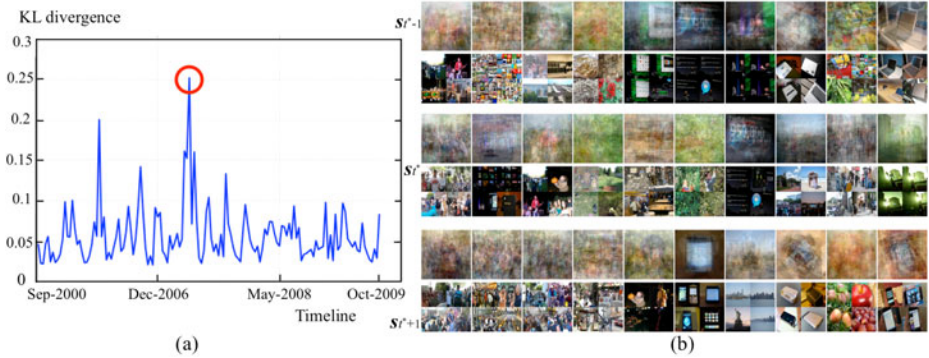 KL divergence
0.3
0.25
0.2
0.15
0.1
0.05
0
Sep-2000
Dec-2006
May-2008
Oct-2009
Timeline
(a)
St*-1
St*
St*+1
(b)